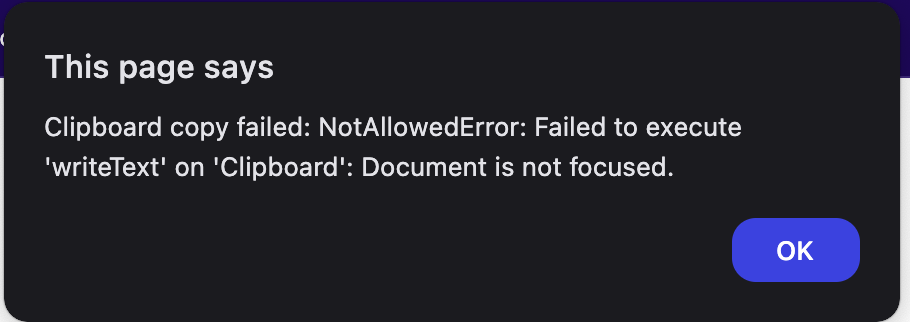 This page says
Clipboard copy failed: NotAllowedError: Failed to execute
'writeText' on 'Clipboard': Document is not focused.
OK